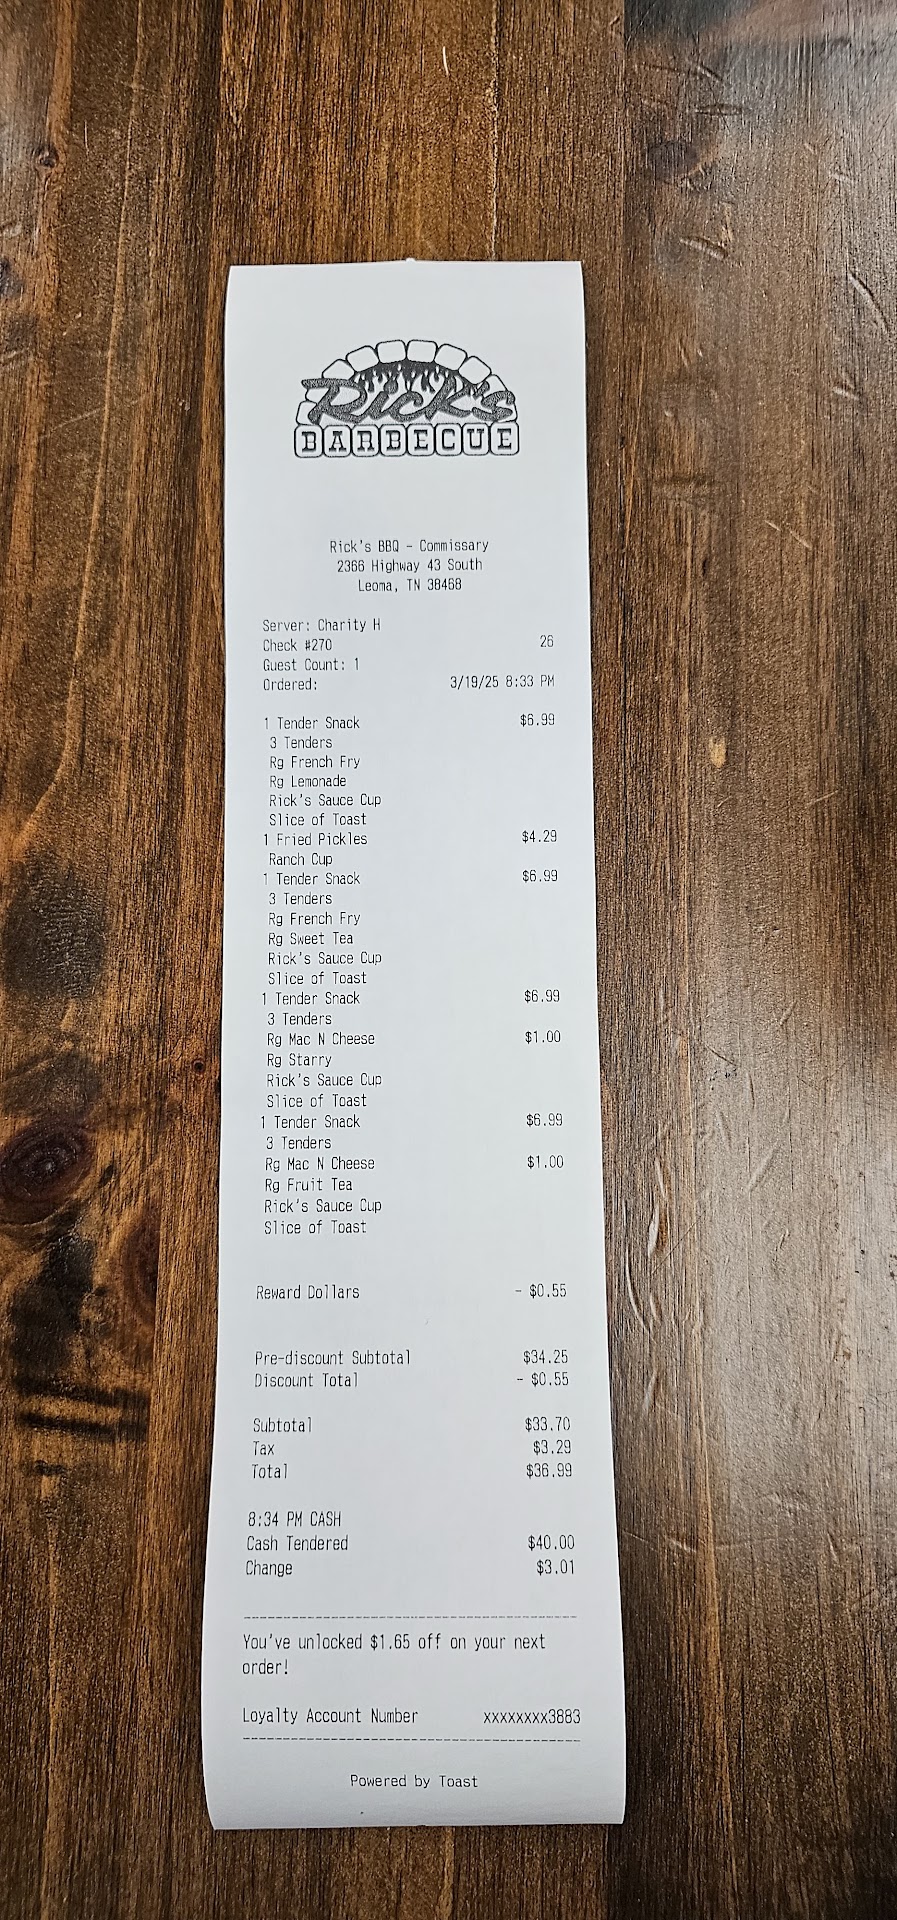 Rick's
BARBECUE
Rick's BBQ - Commissary
2366 Highway 43 South
Leoma, TN 38468
Server: Charity H
Check #270 26
Guest Count: 1
Ordered: 3/19/25 8:33 PM
1 Tender Snack $6.99
3 Tenders
Rg French Fry
Rg Lemonade
Rick's Sauce Cup
Slice of Toast
1 Fried Pickles $4.29
Ranch Cup
1 Tender Snack $6.99
3 Tenders
Rg French Fry
Rg Sweet Tea
Rick's Sauce Cup
Slice of Toast
1 Tender Snack $6.99
3 Tenders
Rg Mac N Cheese $1.00
Rg Starry
Rick's Sauce Cup
Slice of Toast
1 Tender Snack $6.99
3 Tenders
Rg Mac N Cheese $1.00
Rg Fruit Tea
Rick's Sauce Cup
Slice of Toast
Reward Dollars - $0.55
Pre-discount Subtotal $34.25
Discount Total - $0.55
Subtotal $33.70
Tax $3.29
Total $36.99
8:34 PM CASH
Cash Tendered $40.00
Change $3.01
You've unlocked $1.65 off on your next
order!
Loyalty Account Number xxxxxxxx3883
Powered by Toast